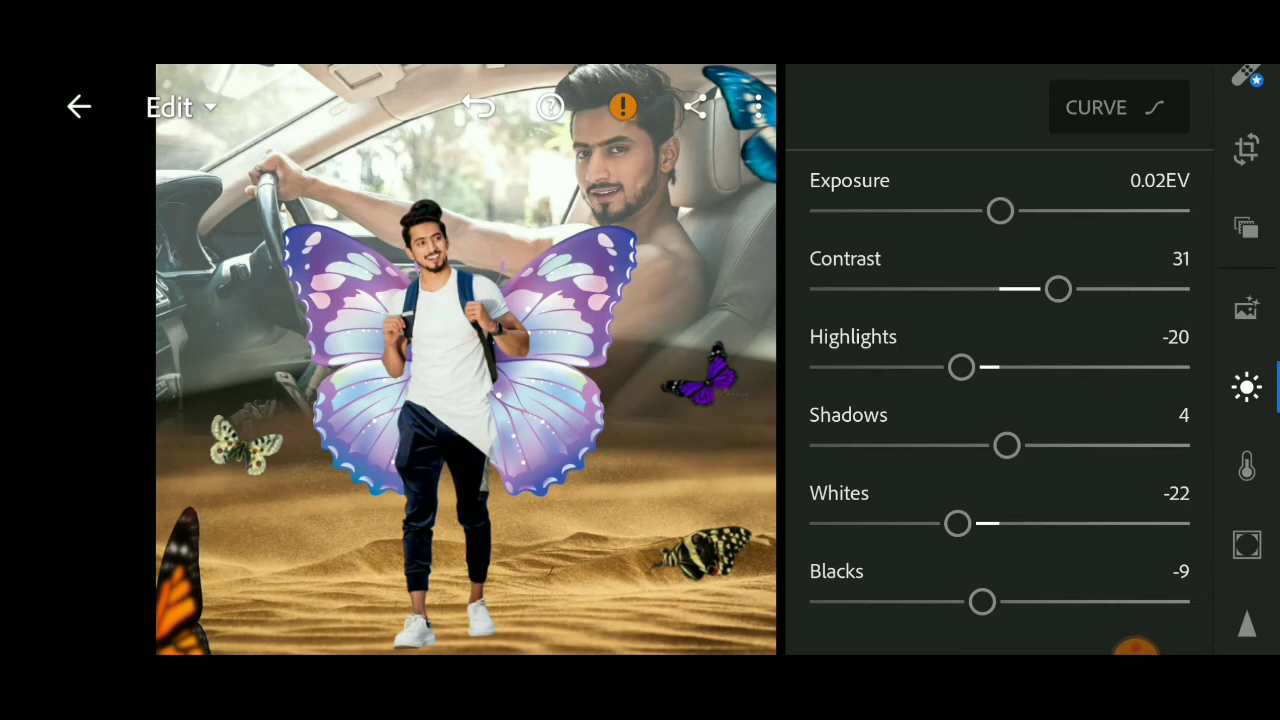 Edit
CURVE
Exposure 0.02EV
Contrast 31
Highlights -20
Shadows 4
Whites -22
Blacks -9